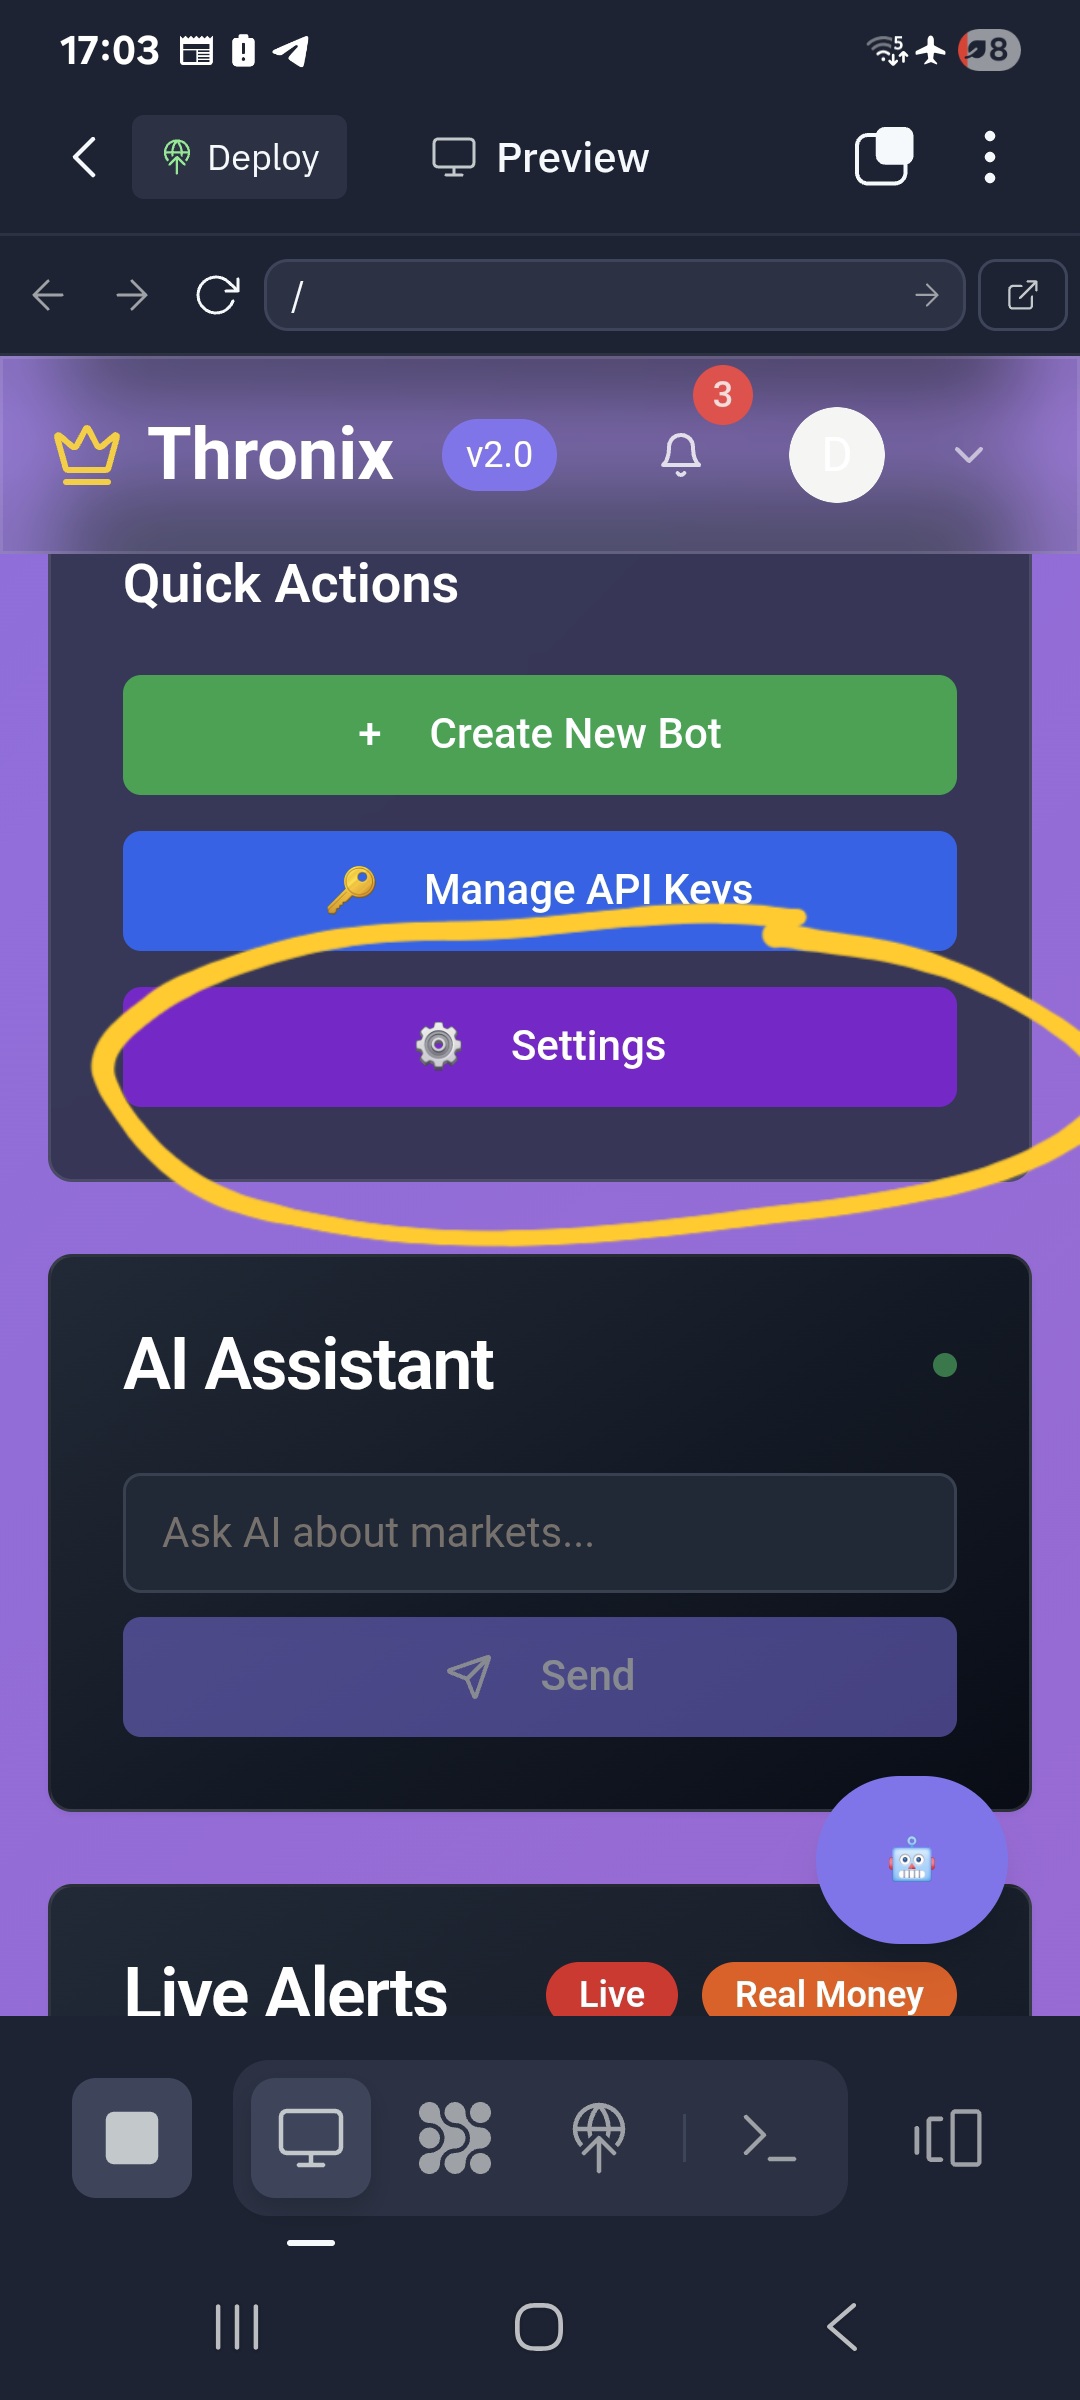 17:03
5
8
Deploy
Preview
/
3
Thronix
v2.0
D
Quick Actions
+ Create New Bot
Manage API Keys
Settings
AI Assistant
Ask AI about markets...
Send
Live Alerts
Live
Real Money